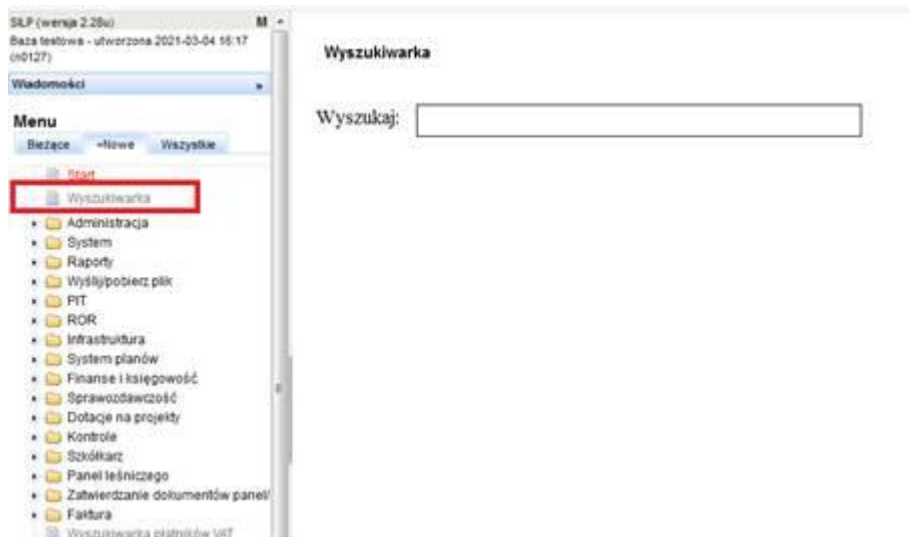 SILP (wersja 2.28u) M
Baza testowa - utworzona 2021-03-04 16:17
(n0127)
Wiadomości »
Menu
Bieżące »Nowe Wszystkie
Start
Wyszukiwarka
Administracja
System
Raporty
Wyślij/pobierz plik
PIT
ROR
Infrastruktura
System planów
Finanse i księgowość
Sprawozdawczość
Dotacje na projekty
Kontrole
Szkółkarz
Panel leśniczego
Zatwierdzanie dokumentów panel/
Faktura
Wyszukiwarka płatników VAT
Wyszukiwarka
Wyszukaj: